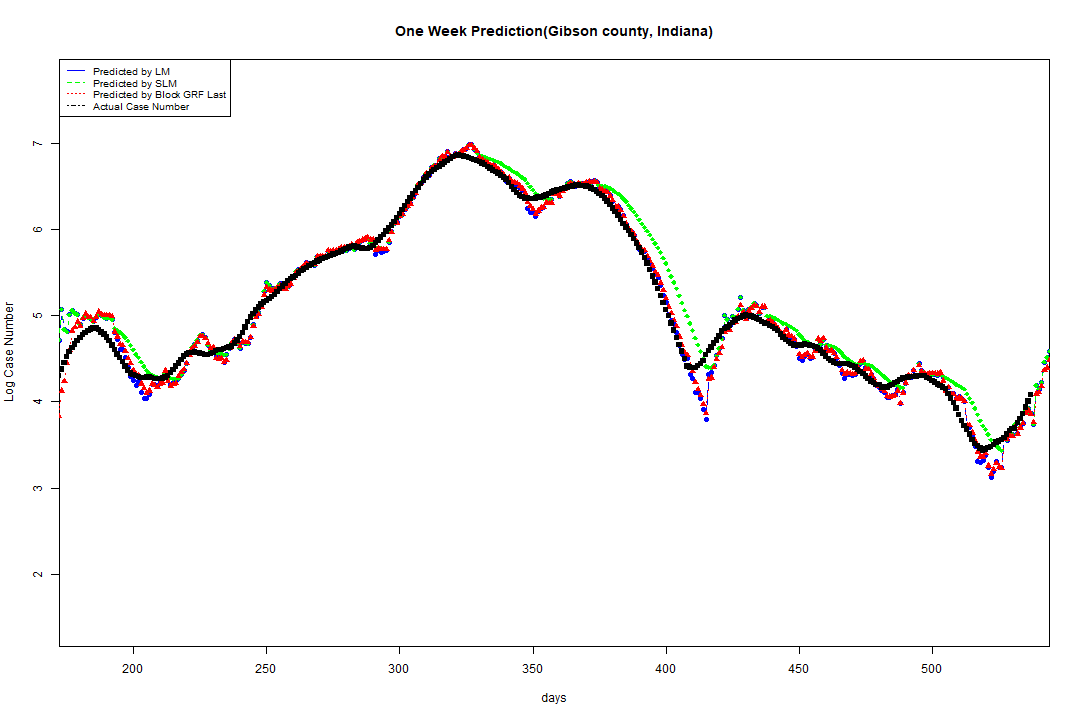 One Week Prediction(Gibson county, Indiana)
Predicted by LM
Predicted by SLM
Predicted by Block GRF Last
Actual Case Number
7
6
5
4
3
2
Log Case Number
200 250 300 350 400 450 500
days